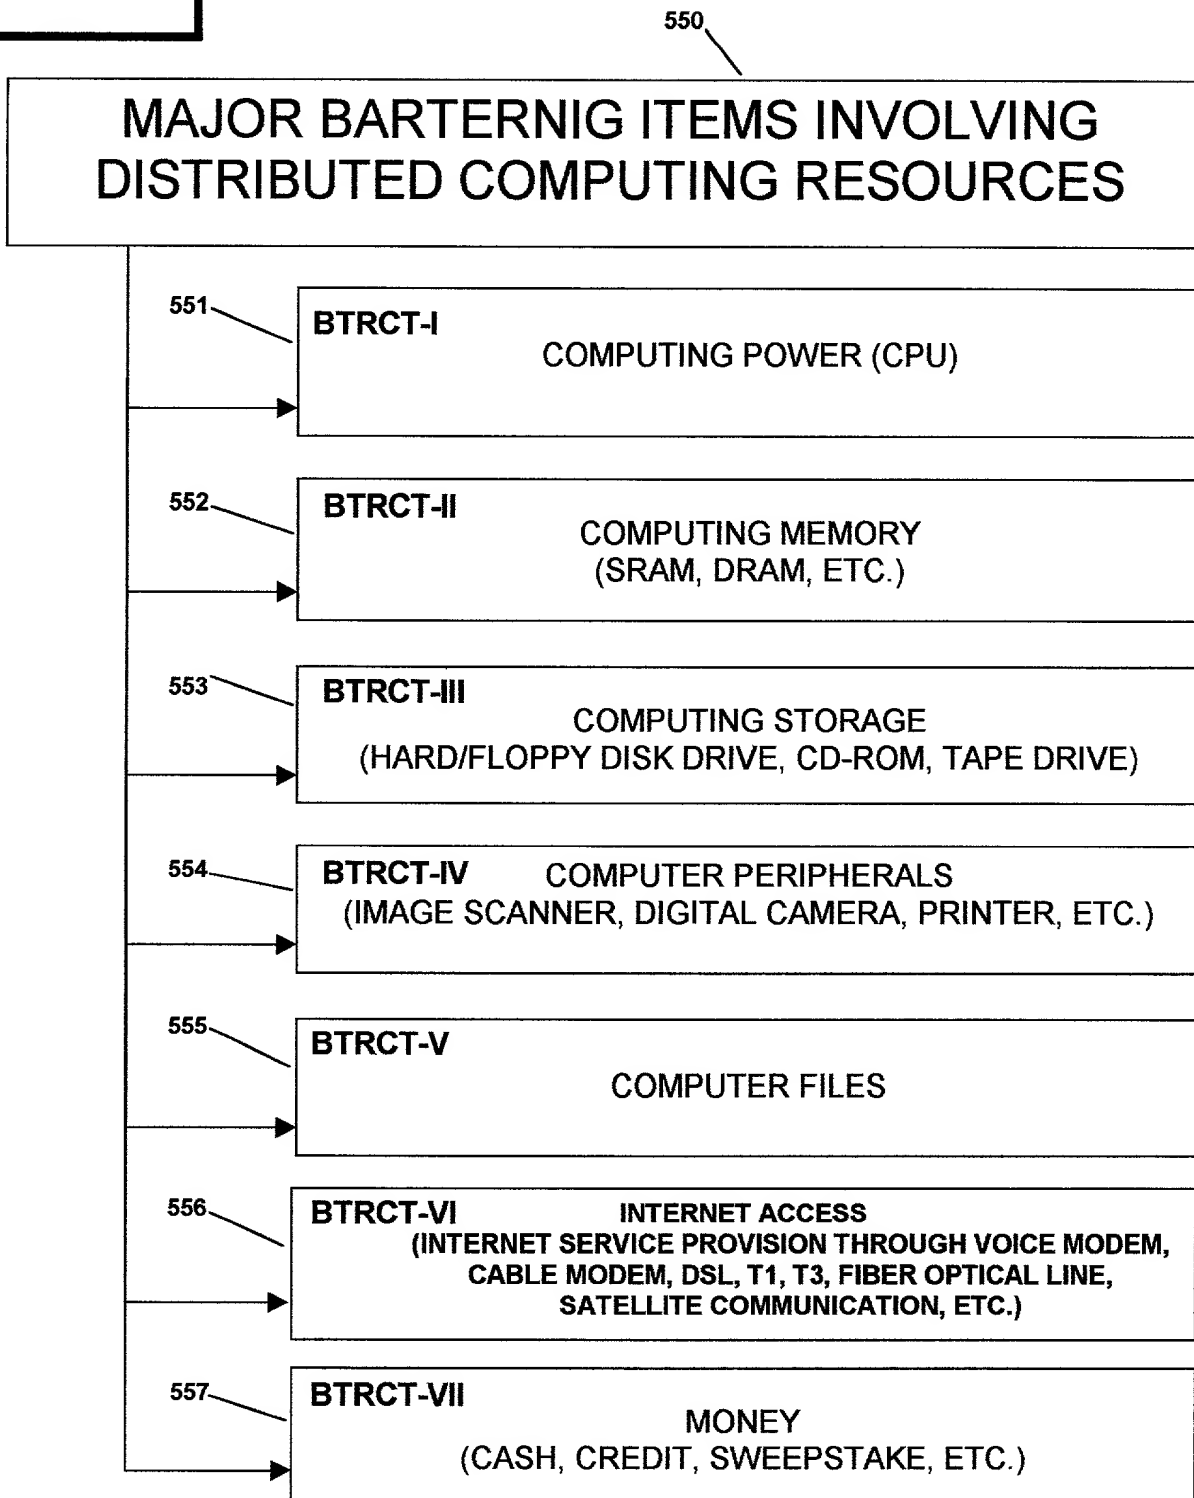 550
MAJOR BARTERNIG ITEMS INVOLVING
DISTRIBUTED COMPUTING RESOURCES
551
BTRCT-I
COMPUTING POWER (CPU)
552
BTRCT-II
COMPUTING MEMORY
(SRAM, DRAM, ETC.)
553
BTRCT-III
COMPUTING STORAGE
(HARD/FLOPPY DISK DRIVE, CD-ROM, TAPE DRIVE)
554
BTRCT-IV COMPUTER PERIPHERALS
(IMAGE SCANNER, DIGITAL CAMERA, PRINTER, ETC.)
555
BTRCT-V
COMPUTER FILES
556
BTRCT-VI INTERNET ACCESS
(INTERNET SERVICE PROVISION THROUGH VOICE MODEM,
CABLE MODEM, DSL, T1, T3, FIBER OPTICAL LINE,
SATELLITE COMMUNICATION, ETC.)
557
BTRCT-VII
MONEY
(CASH, CREDIT, SWEEPSTAKE, ETC.)